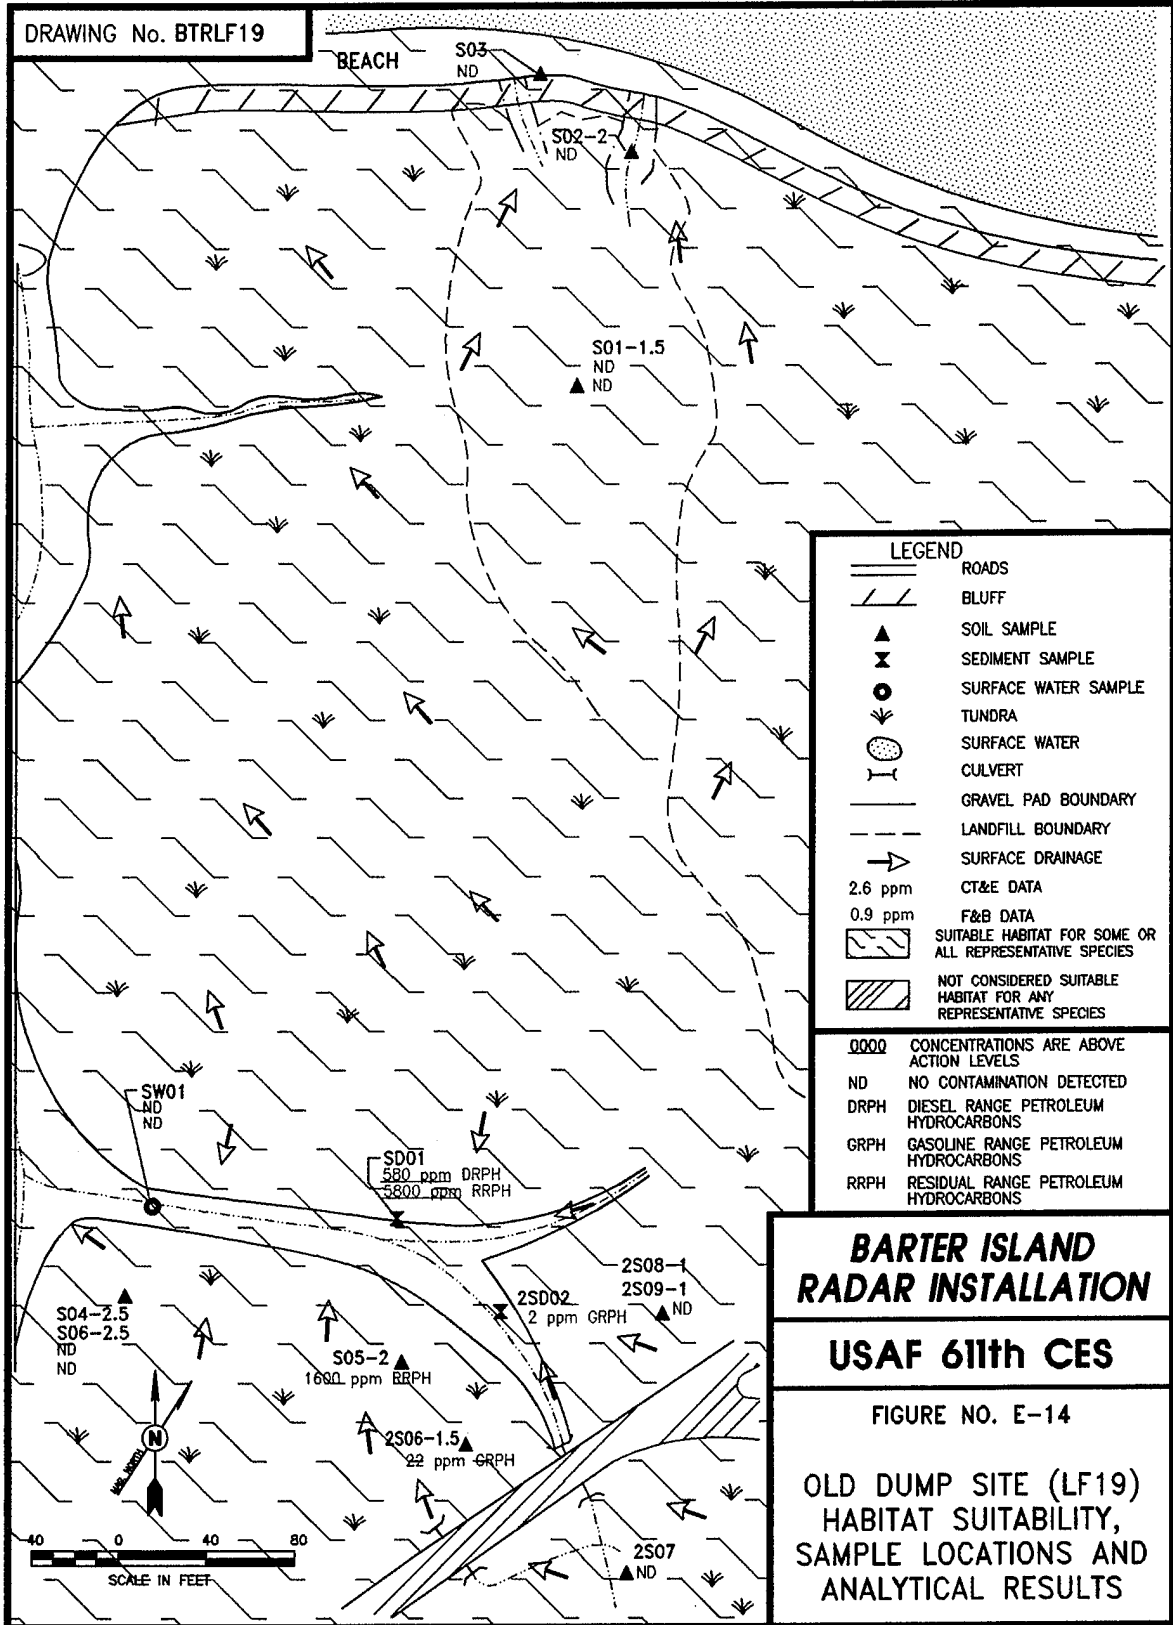 DRAWING No. BTRLF19
BEACH
S03
ND
S02-2
ND
S01-1.5
ND
ND
LEGEND
ROADS
BLUFF
SOIL SAMPLE
SEDIMENT SAMPLE
SURFACE WATER SAMPLE
TUNDRA
SURFACE WATER
CULVERT
GRAVEL PAD BOUNDARY
LANDFILL BOUNDARY
SURFACE DRAINAGE
2.6 ppm CT&E DATA
0.9 ppm F&B DATA
SUITABLE HABITAT FOR SOME OR
ALL REPRESENTATIVE SPECIES
NOT CONSIDERED SUITABLE
HABITAT FOR ANY
REPRESENTATIVE SPECIES
0000 CONCENTRATIONS ARE ABOVE
ACTION LEVELS
ND NO CONTAMINATION DETECTED
DRPH DIESEL RANGE PETROLEUM
HYDROCARBONS
GRPH GASOLINE RANGE PETROLEUM
HYDROCARBONS
RRPH RESIDUAL RANGE PETROLEUM
HYDROCARBONS
SW01
ND
ND
SD01
580 ppm DRPH
5800 ppm RRPH
2S08-1
2S09-1
ND
2SD02
2 ppm GRPH
S04-2.5
S06-2.5
ND
ND
S05-2
1600 ppm RRPH
2S06-1.5
22 ppm GRPH
2S07
ND
N
MAG. NORTH
40 0 40 80
SCALE IN FEET
BARTER ISLAND
RADAR INSTALLATION
USAF 611th CES
FIGURE NO. E-14
OLD DUMP SITE (LF19)
HABITAT SUITABILITY,
SAMPLE LOCATIONS AND
ANALYTICAL RESULTS